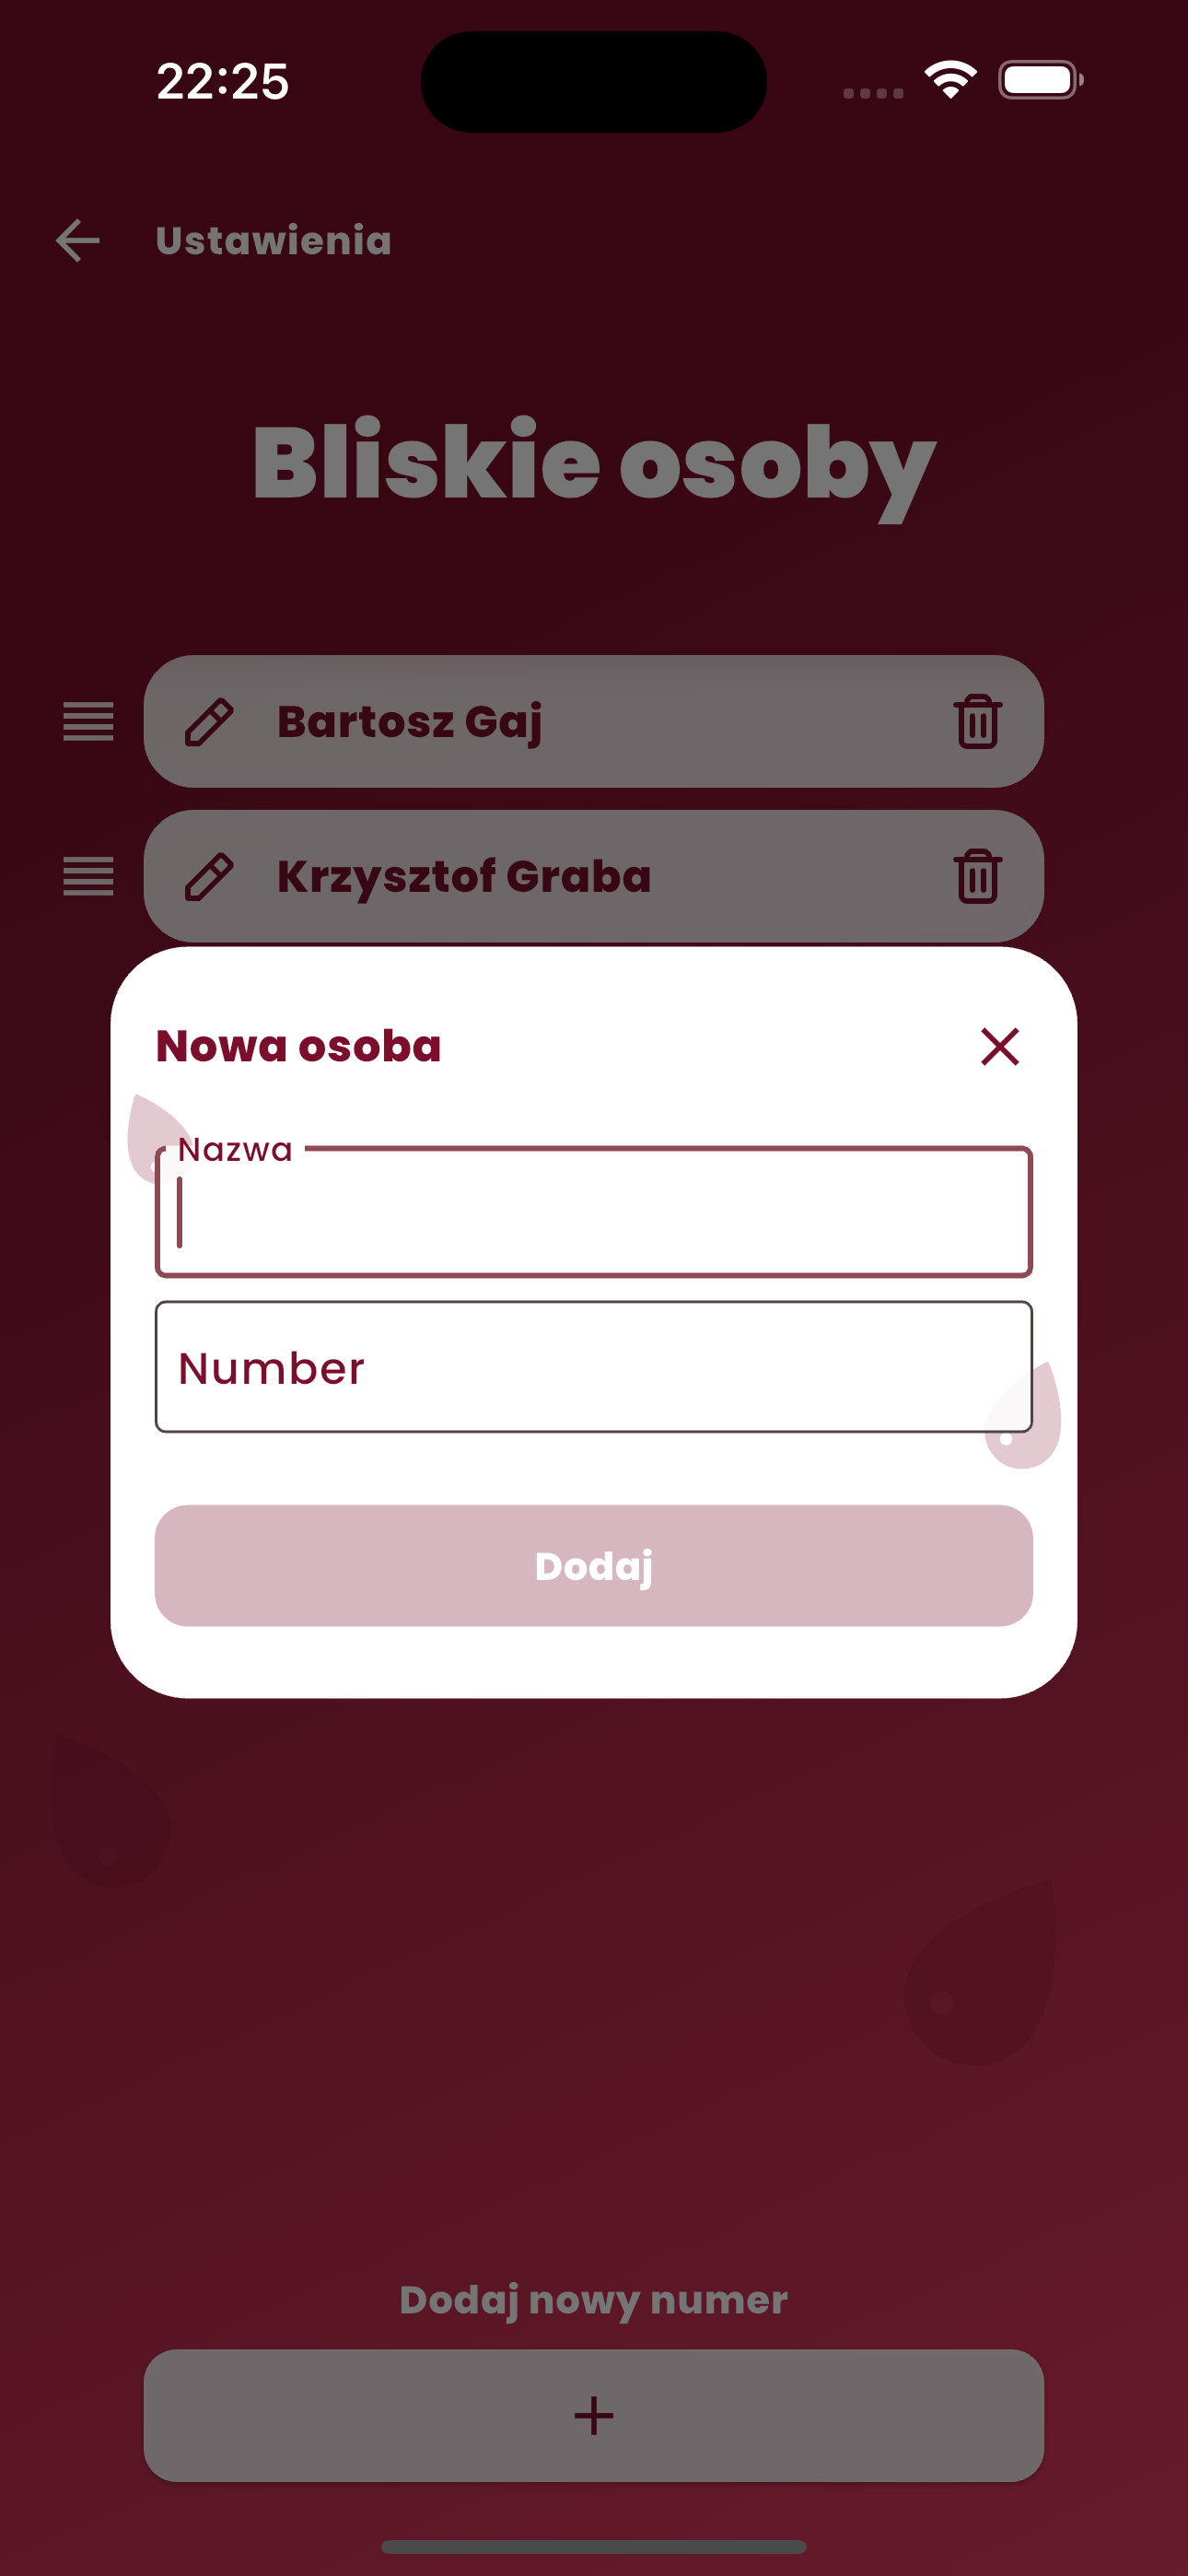 22:25
Ustawienia
Bliskie osoby
Bartosz Gaj
Krzysztof Graba
Nowa osoba
Nazwa
Number
Dodaj
Dodaj nowy numer